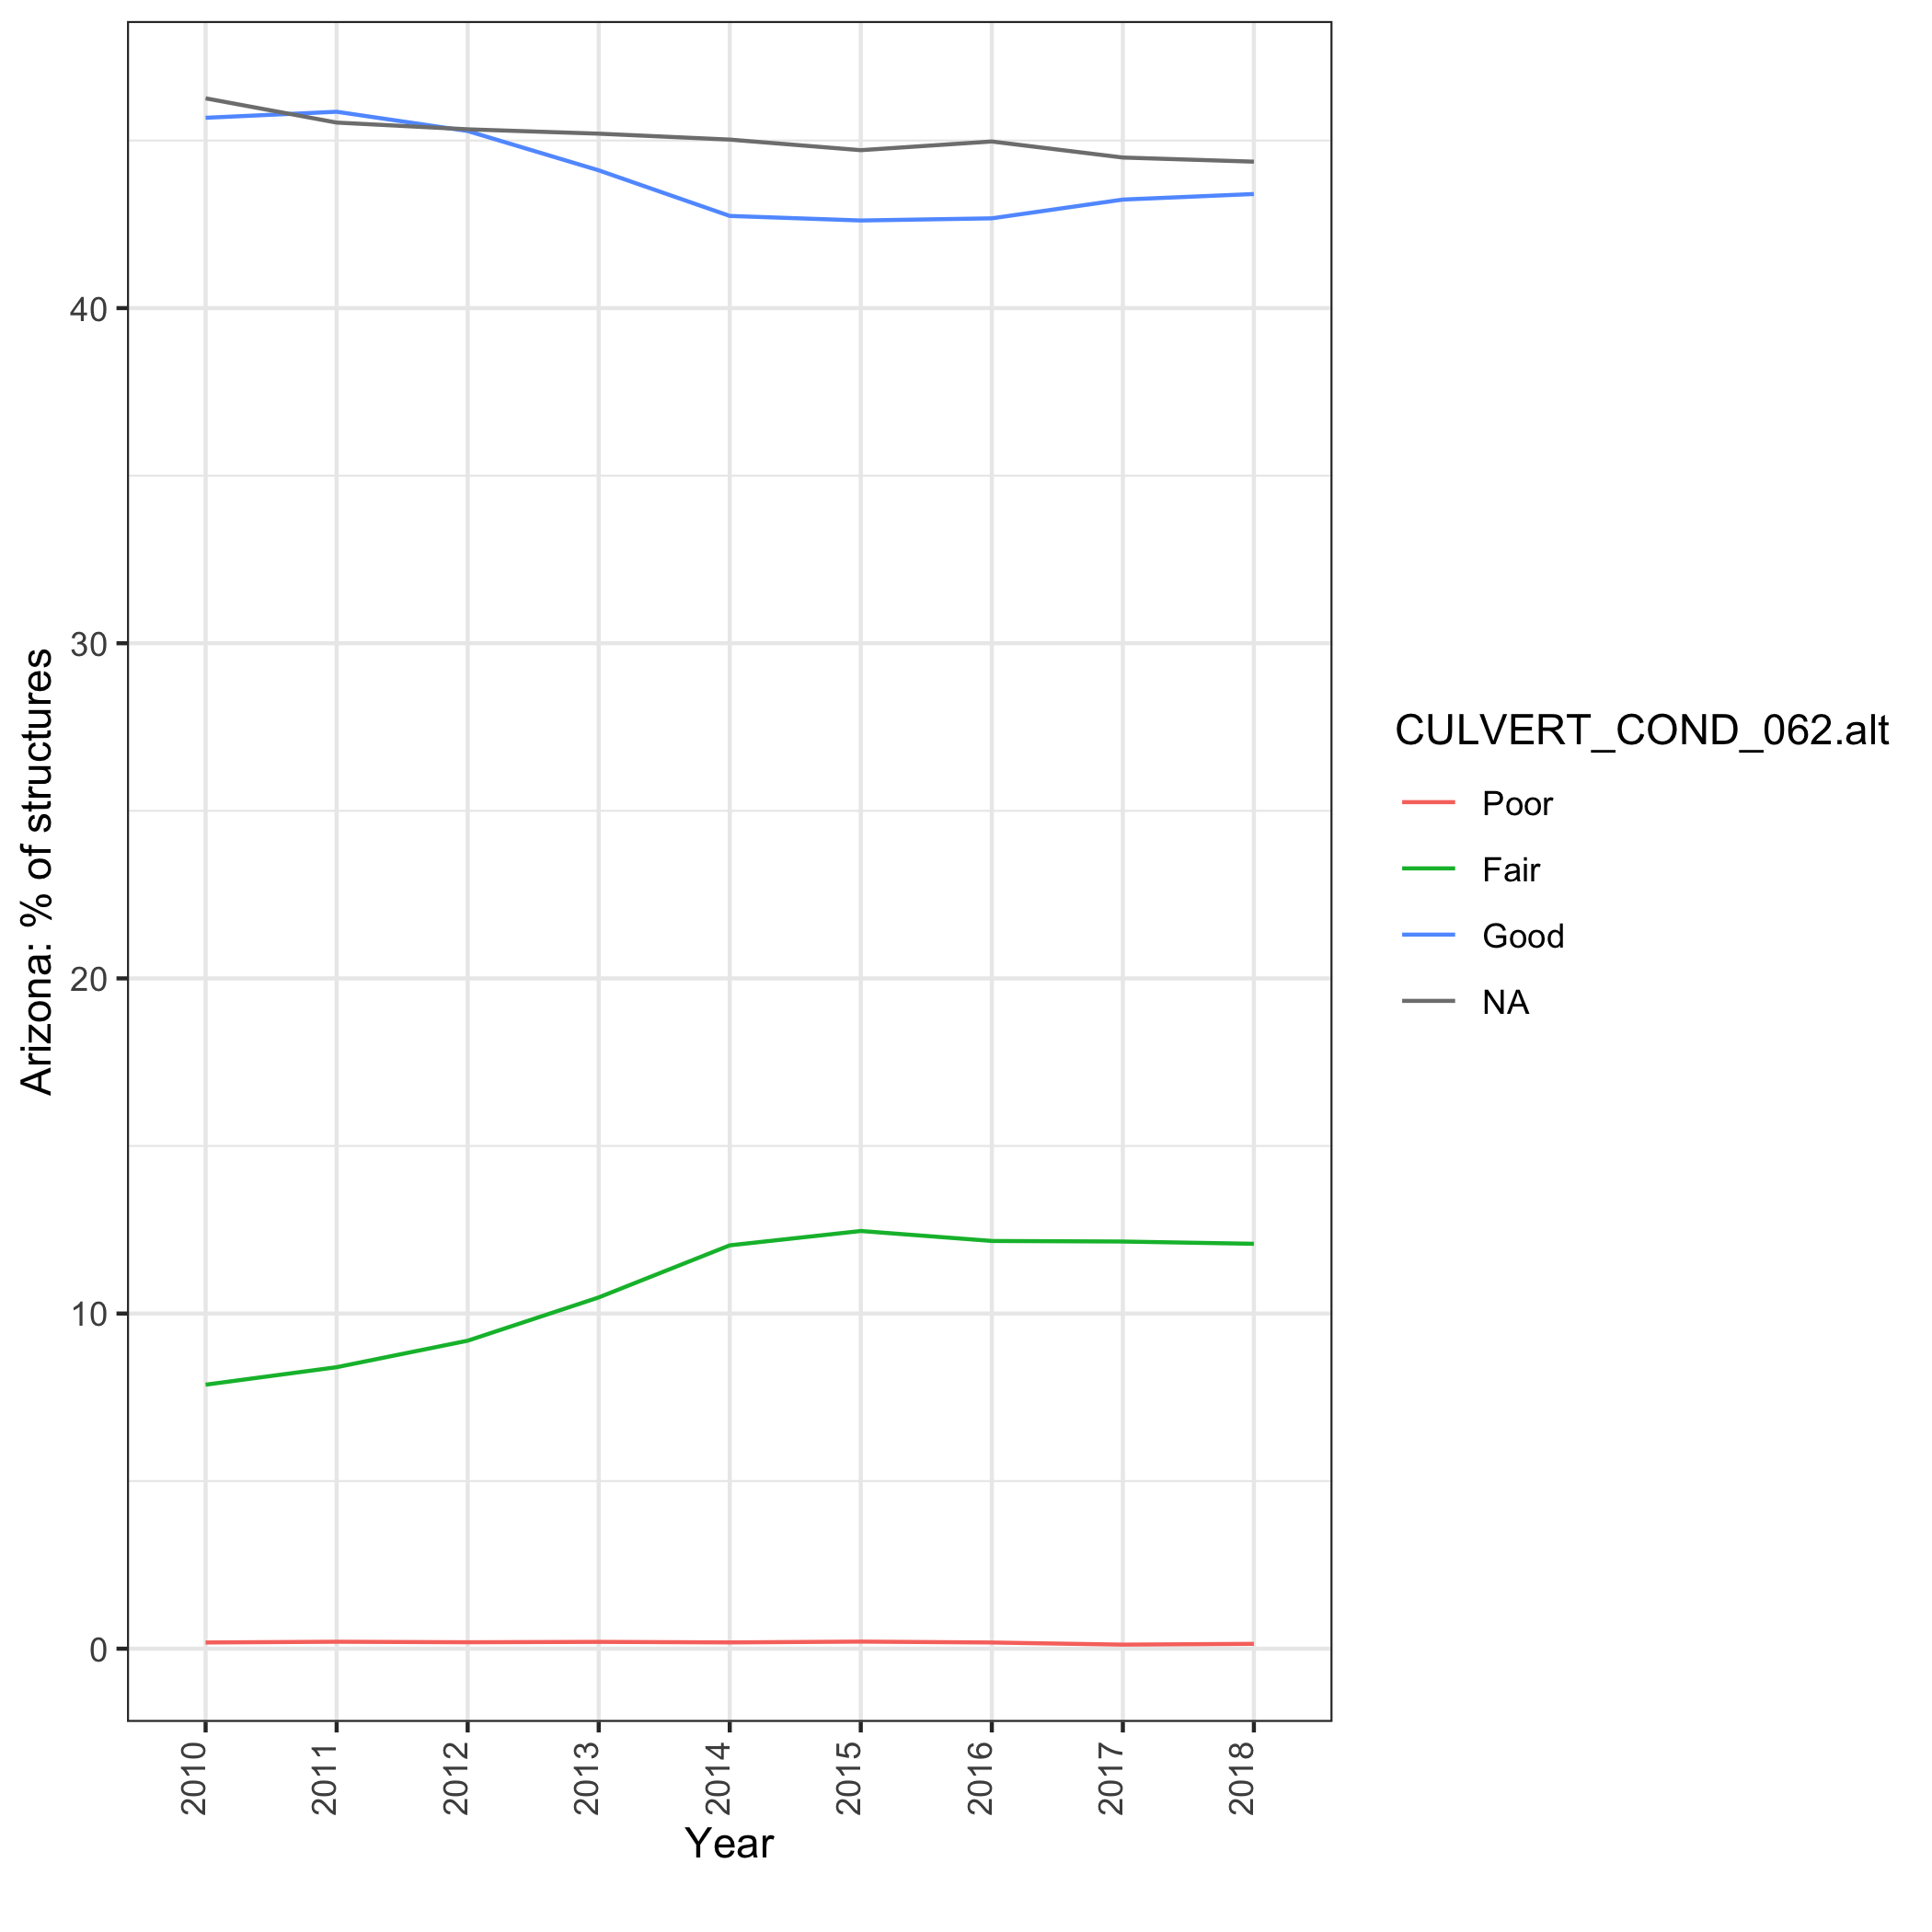 Arizona: % of structures
40
30
20
10
0
2010
2011
2012
2013
2014
2015
2016
2017
2018
Year
CULVERT_COND_062.alt
Poor
Fair
Good
NA